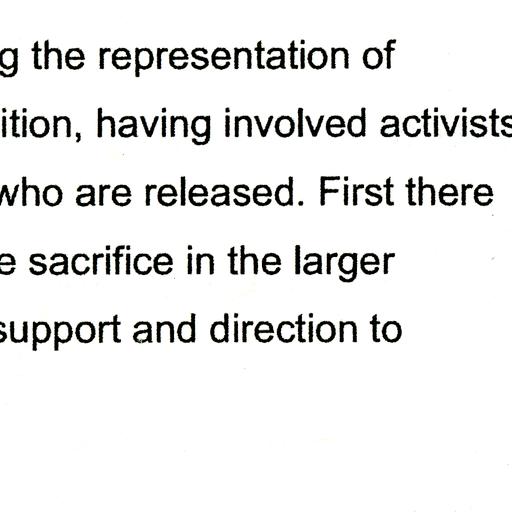 g the representation of
ition, having involved activists
who are released. First there
e sacrifice in the larger
support and direction to